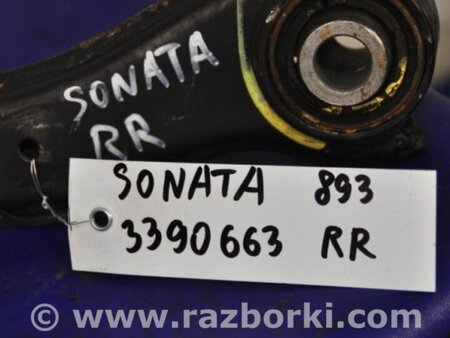 SONATA
RR
SONATA 893
3390663 RR
© www.razborki.com